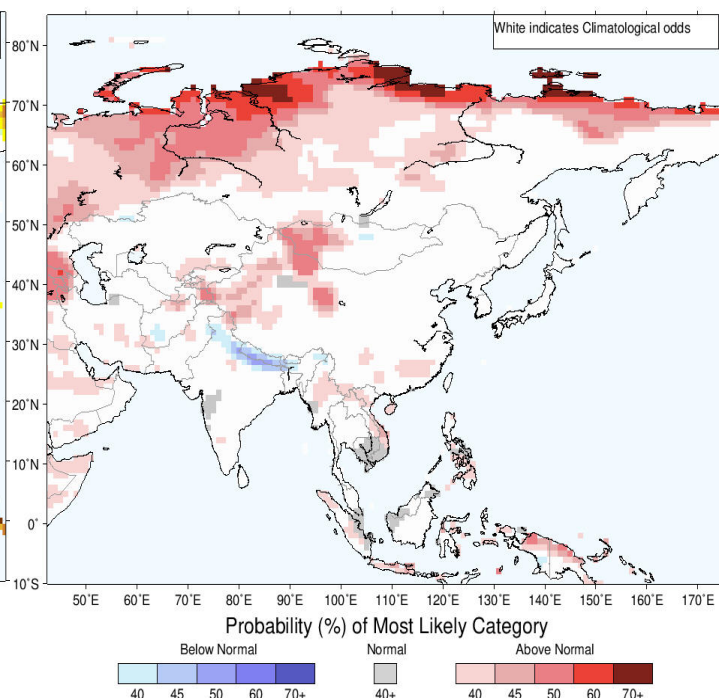 White indicates Climatological odds
80°N
70°N
60°N
50°N
40°N
30°N
20°N
10°N
0°
10°S
50°E 60°E 70°E 80°E 90°E 100°E 110°E 120°E 130°E 140°E 150°E 160°E 170°E
Probability (%) of Most Likely Category
Below Normal Normal Above Normal
40 45 50 60 70+ 40+ 40 45 50 60 70+